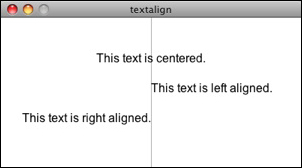 textalign
This text is centered.
This text is left aligned.
This text is right aligned.